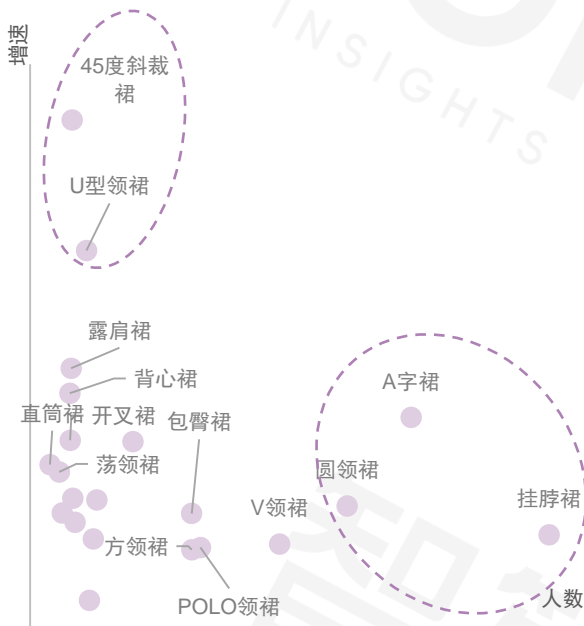 INSIGHTS
增速
45度斜裁
裙
U型领裙
露肩裙
背心裙
A字裙
直筒裙
开叉裙
包臀裙
荡领裙
圆领裙
V领裙
挂脖裙
方领裙
POLO领裙
人数